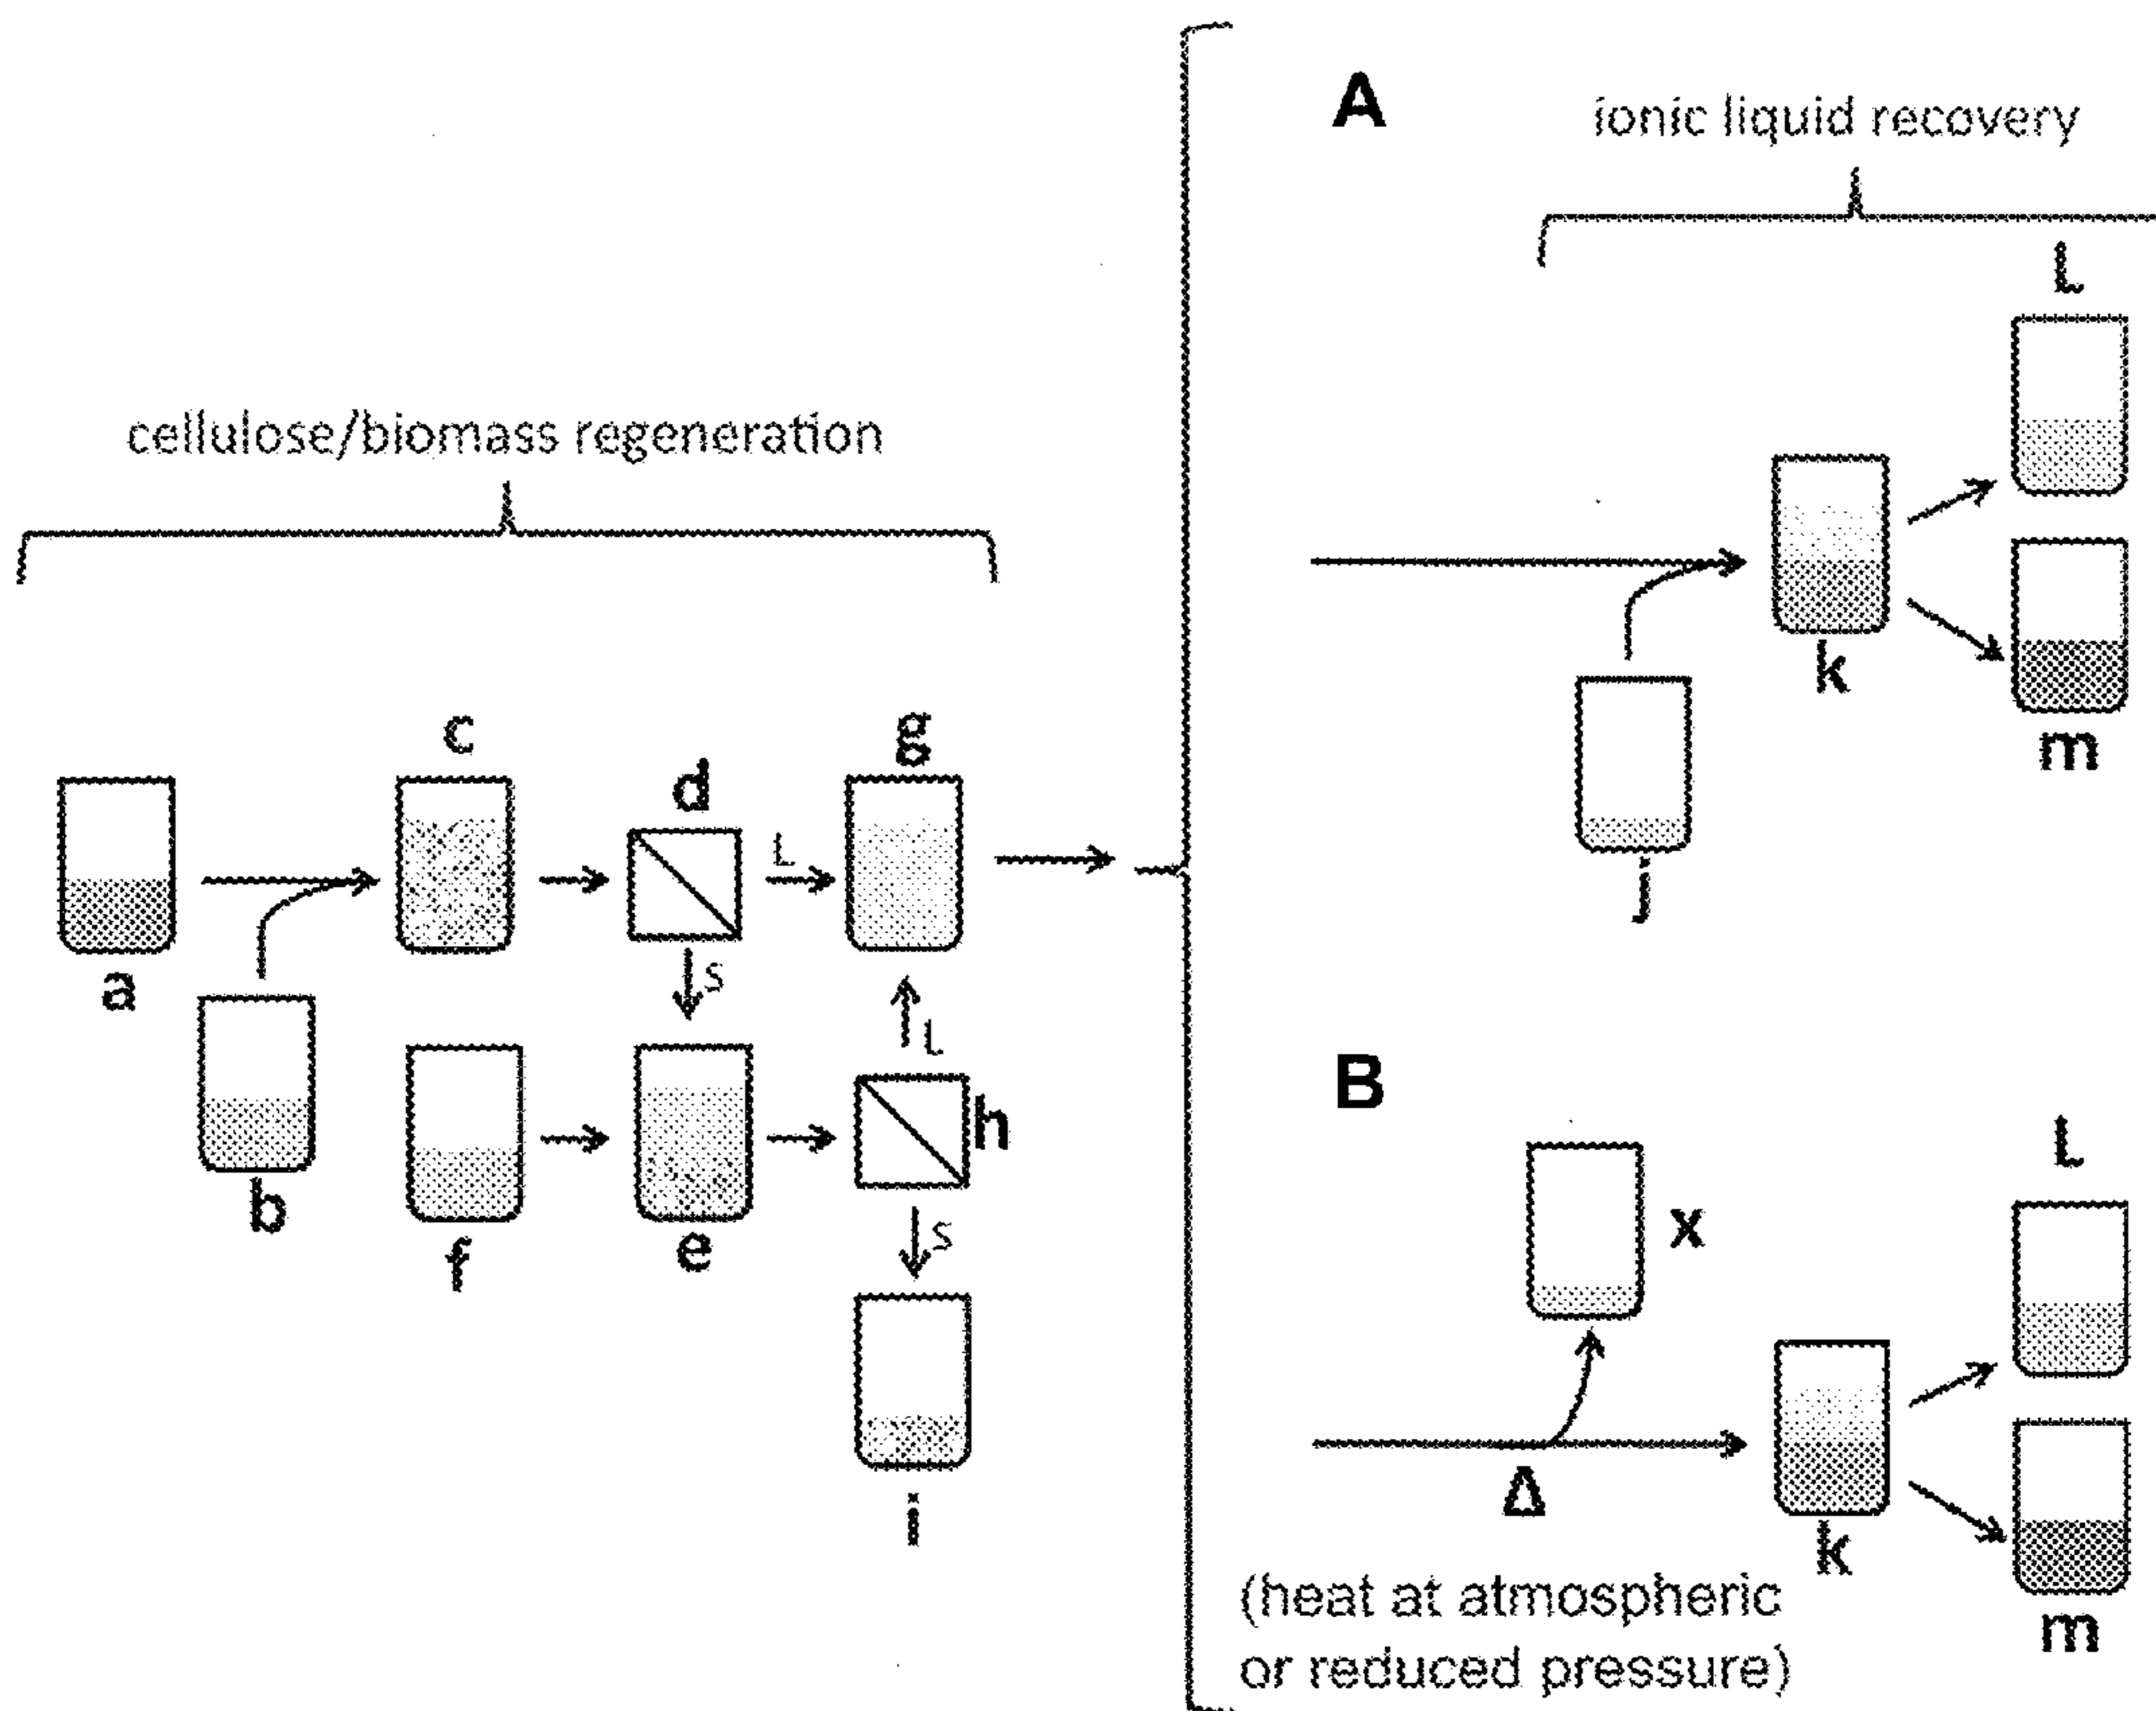 A
ionic liquid recovery
L
k
m
j
cellulose/biomass regeneration
c
d
g
L
a
S
b
f
e
L
h
S
i
B
x
L
Δ
k
m
(heat at atmospheric
or reduced pressure)